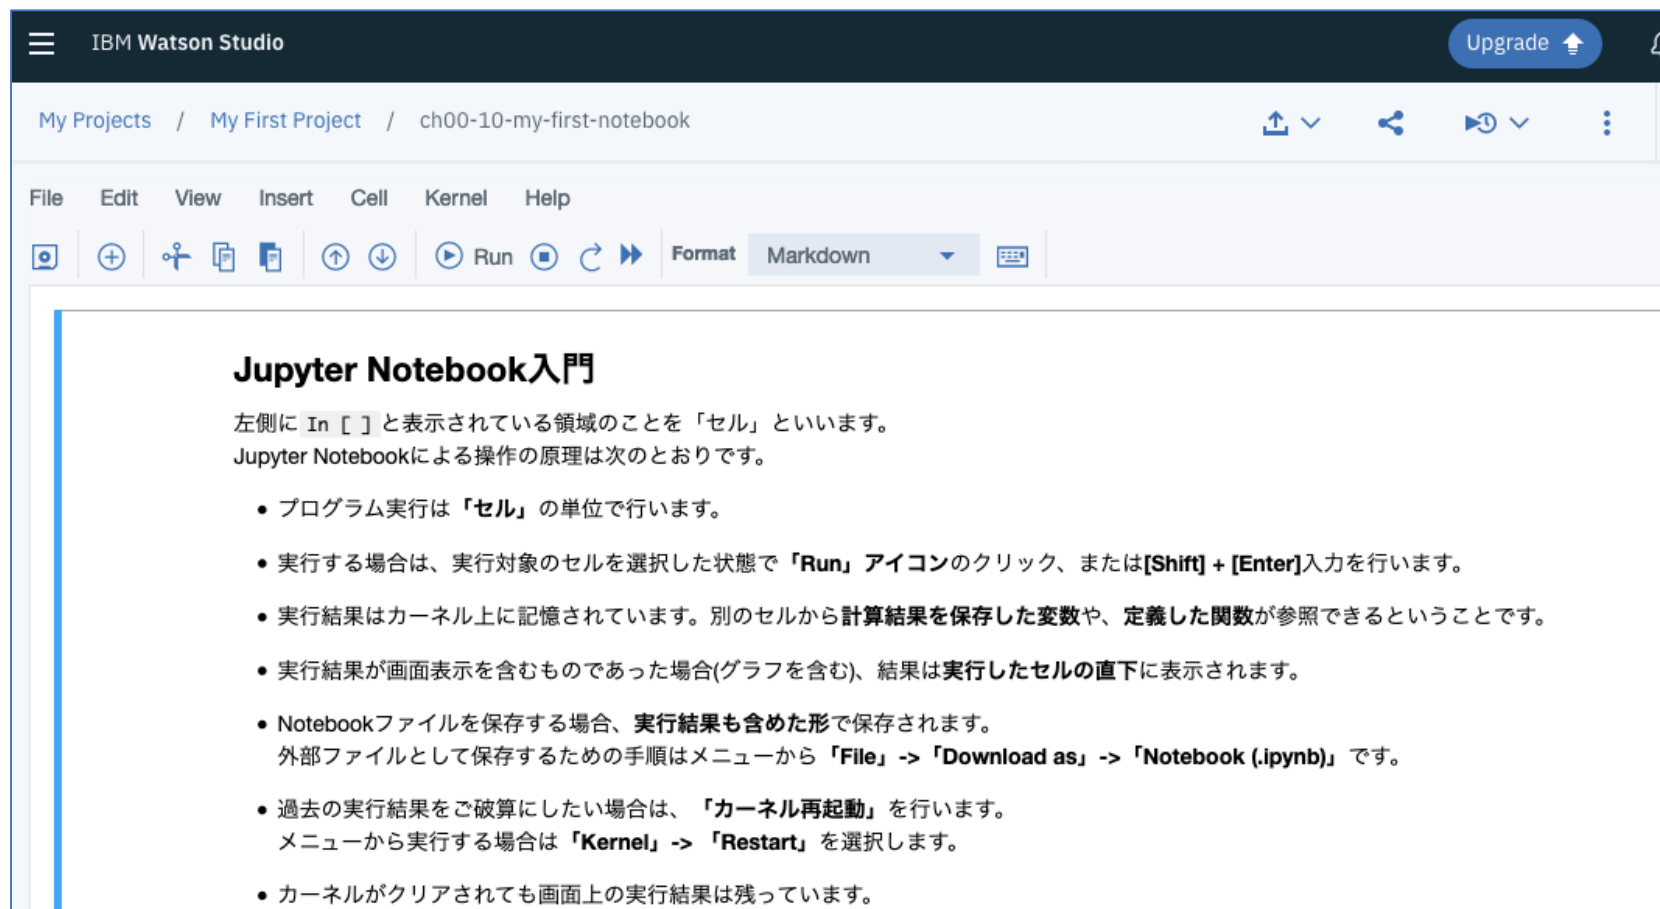 IBM Watson Studio
Upgrade
My Projects / My First Project / ch00-10-my-first-notebook
File Edit View Insert Cell Kernel Help
Run Format Markdown
Jupyter Notebook入門
左側に In [ ] と表示されている領域のことを「セル」といいます。
Jupyter Notebookによる操作の原理は次のとおりです。
• プログラム実行は「セル」の単位で行います。
• 実行する場合は、実行対象のセルを選択した状態で「Run」アイコンのクリック、または[Shift] + [Enter]入力を行います。
• 実行結果はカーネル上に記憶されています。別のセルから計算結果を保存した変数や、定義した関数が参照できるということです。
• 実行結果が画面表示を含むものであった場合(グラフを含む)、結果は実行したセルの直下に表示されます。
• Notebookファイルを保存する場合、実行結果も含めた形で保存されます。
外部ファイルとして保存するための手順はメニューから「File」->「Download as」->「Notebook (.ipynb)」です。
• 過去の実行結果をご破算にしたい場合は、「カーネル再起動」を行います。
メニューから実行する場合は「Kernel」-> 「Restart」を選択します。
• カーネルがクリアされても画面上の実行結果は残っています。